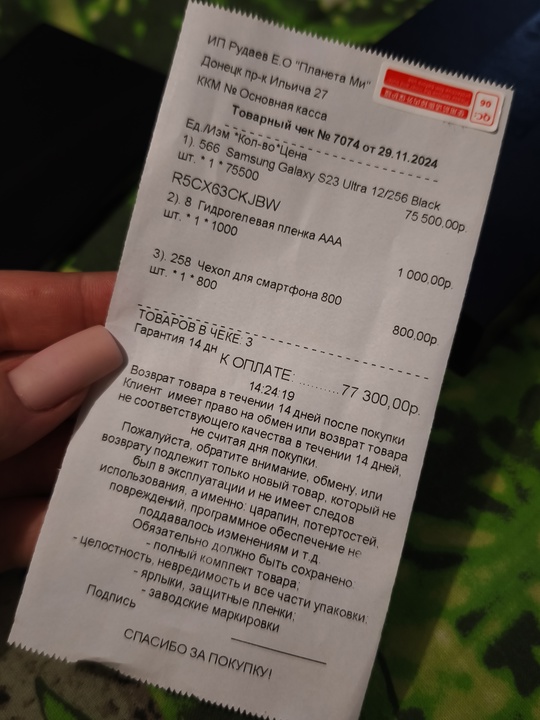 ИП Рудаев Е.О "Планета Ми"
Донецк пр-к Ильича 27
ККМ № Основная касса
Товарный чек № 7074 от 29.11.2024
Ед./Изм *Кол-во*Цена
1). 566 Samsung Galaxy S23 Ultra 12/256 Black
шт. * 1 * 75500
75 500,00р.
R5CX63CKJBW
2). 8 Гидрогелевая пленка ААА
шт. * 1 * 1000
1 000,00р.
3). 258 Чехол для смартфона 800
шт. * 1 * 800
800,00р.
ТОВАРОВ В ЧЕКЕ: 3
Гарантия 14 дн
К ОПЛАТЕ: ..........77 300,00р.
14:24:19
Возврат товара в течении 14 дней после покупки
Клиент имеет право на обмен или возврат товара
не соответствующего качества в течении 14 дней,
не считая дня покупки.
Пожалуйста, обратите внимание, обмену, или
возврату подлежит только новый товар, который не
был в эксплуатации и не имеет следов
использования, а именно: царапин, потертостей,
повреждений, программное обеспечение не
поддавалось изменениям и т.д.
Обязательно должно быть сохранено:
- полный комплект товара;
- целостность, невредимость и все части упаковки;
- ярлыки, защитные пленки;
- заводские маркировки
Подпись
СПАСИБО ЗА ПОКУПКУ!